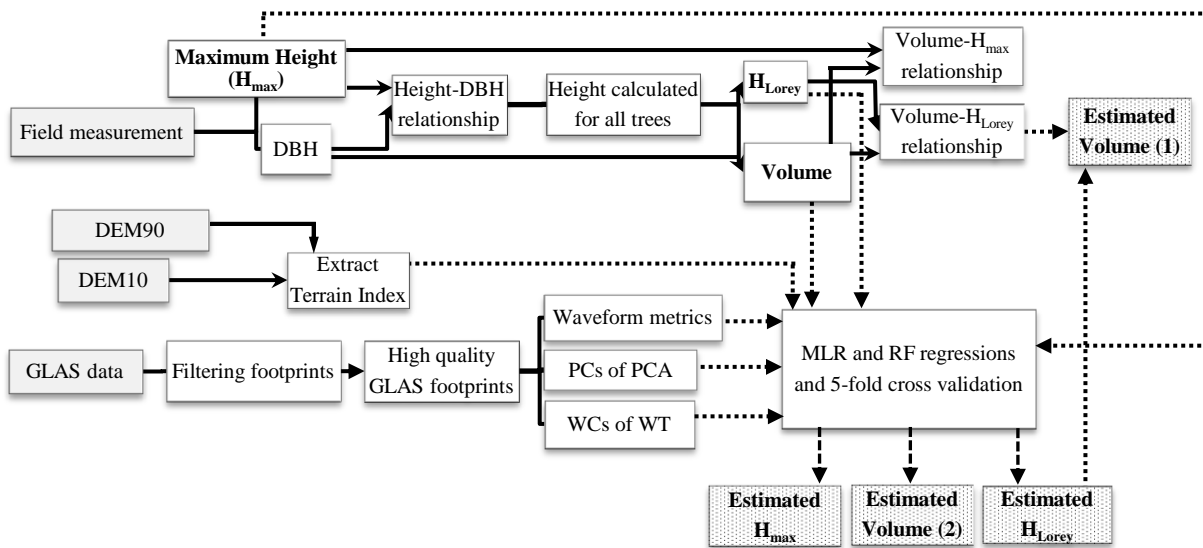 Maximum Height
(Hmax)
Volume-Hmax
relationship
Height-DBH
relationship
Height calculated
for all trees
HLorey
Field measurement
DBH
Volume-HLorey
relationship
Estimated
Volume (1)
Volume
DEM90
DEM10
Extract
Terrain Index
Waveform metrics
GLAS data
Filtering footprints
High quality
GLAS footprints
PCs of PCA
MLR and RF regressions
and 5-fold cross validation
WCs of WT
Estimated
Hmax
Estimated
Volume (2)
Estimated
HLorey